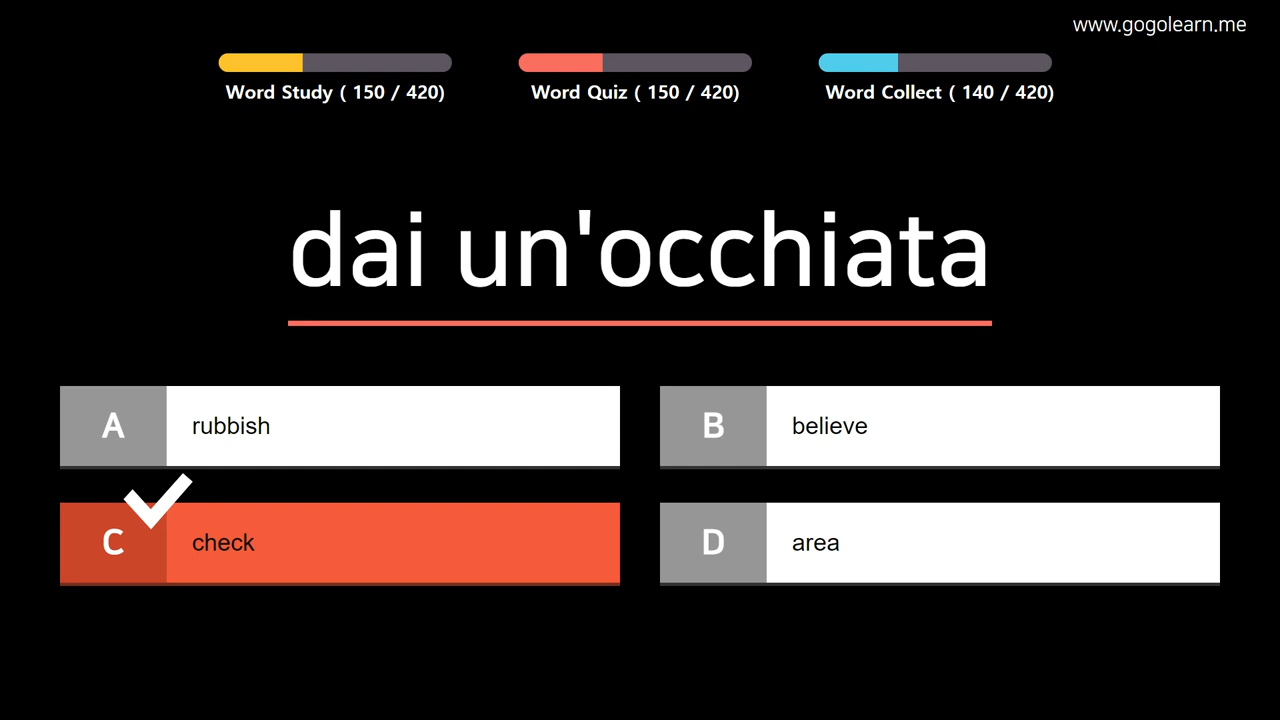 www.gogolearn.me
Word Study ( 150 / 420)
Word Quiz ( 150 / 420)
Word Collect ( 140 / 420)
dai un'occhiata
A rubbish
B believe
C check
D area